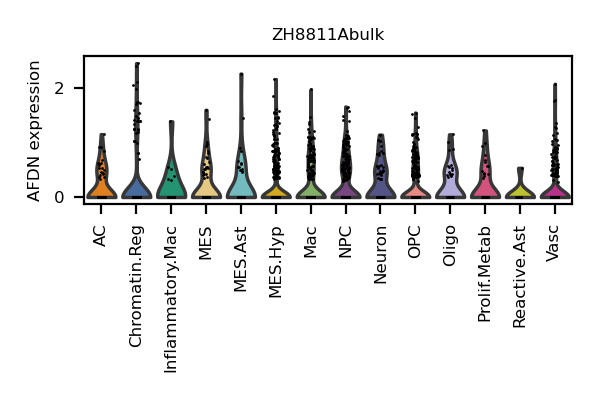 ZH8811Abulk
AFDN expression
2
0
AC
Chromatin.Reg
Inflammatory.Mac
MES
MES.Ast
MES.Hyp
Mac
NPC
Neuron
OPC
Oligo
Prolif.Metab
Reactive.Ast
Vasc